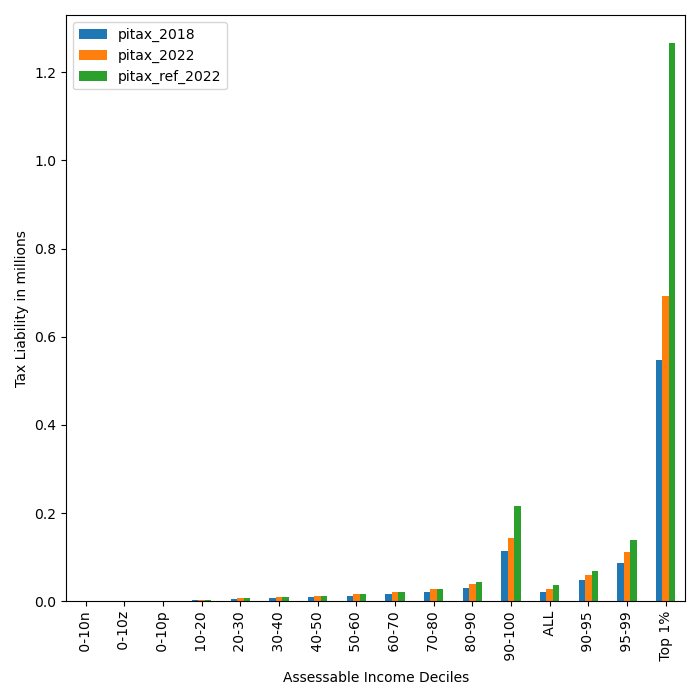 pitax_2018
pitax_2022
pitax_ref_2022
Tax Liability in millions
1.2
1.0
0.8
0.6
0.4
0.2
0.0
0-10n
0-10z
0-10p
10-20
20-30
30-40
40-50
50-60
60-70
70-80
80-90
90-100
ALL
90-95
95-99
Top 1%
Assessable Income Deciles